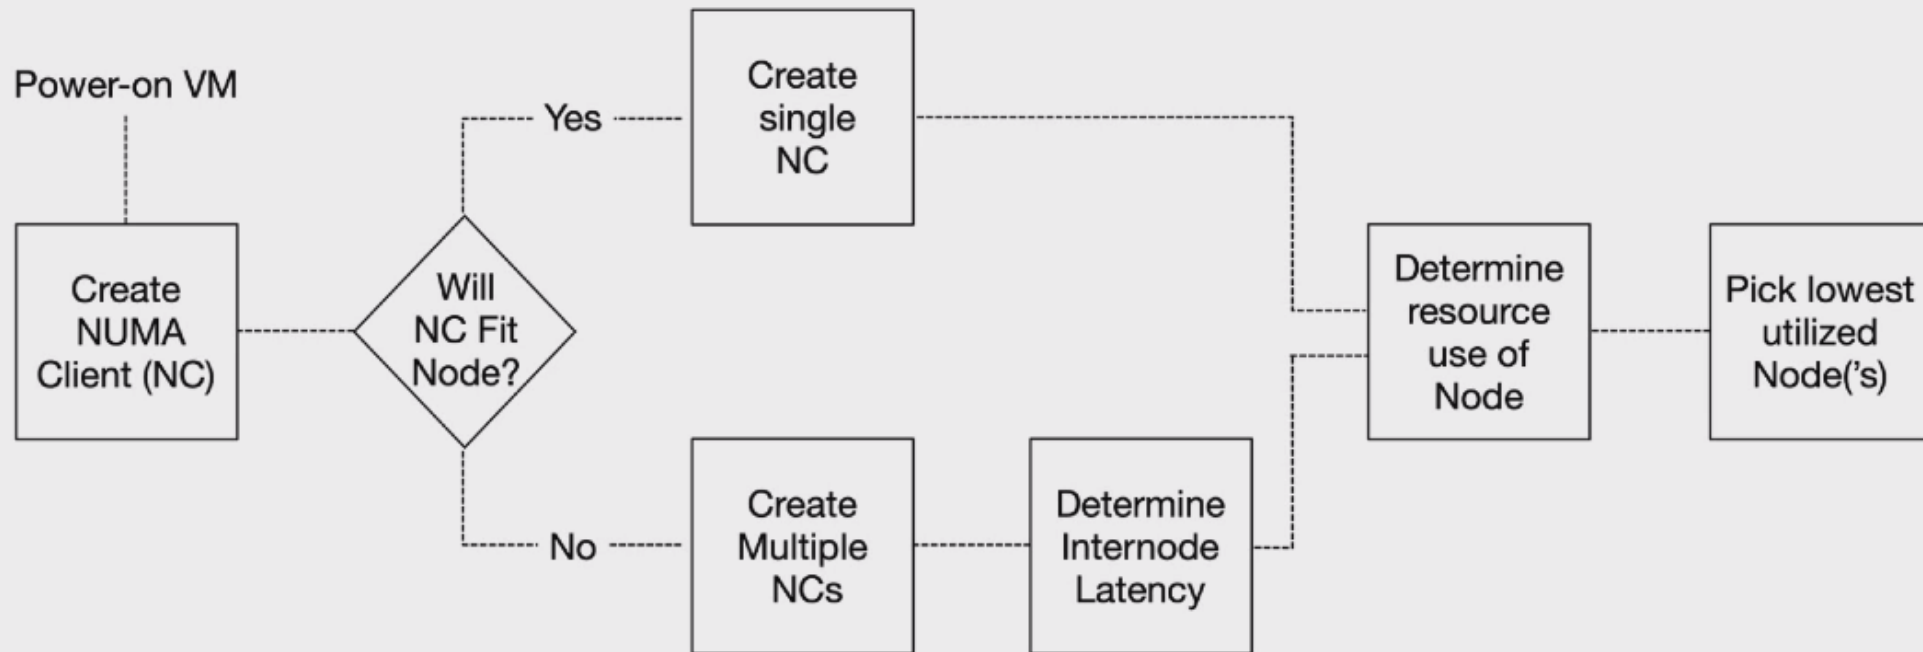 Power-on VM
Create
NUMA
Client (NC)
Will
NC Fit
Node?
Yes
Create
single
NC
No
Create
Multiple
NCs
Determine
Internode
Latency
Determine
resource
use of
Node
Pick lowest
utilized
Node('s)